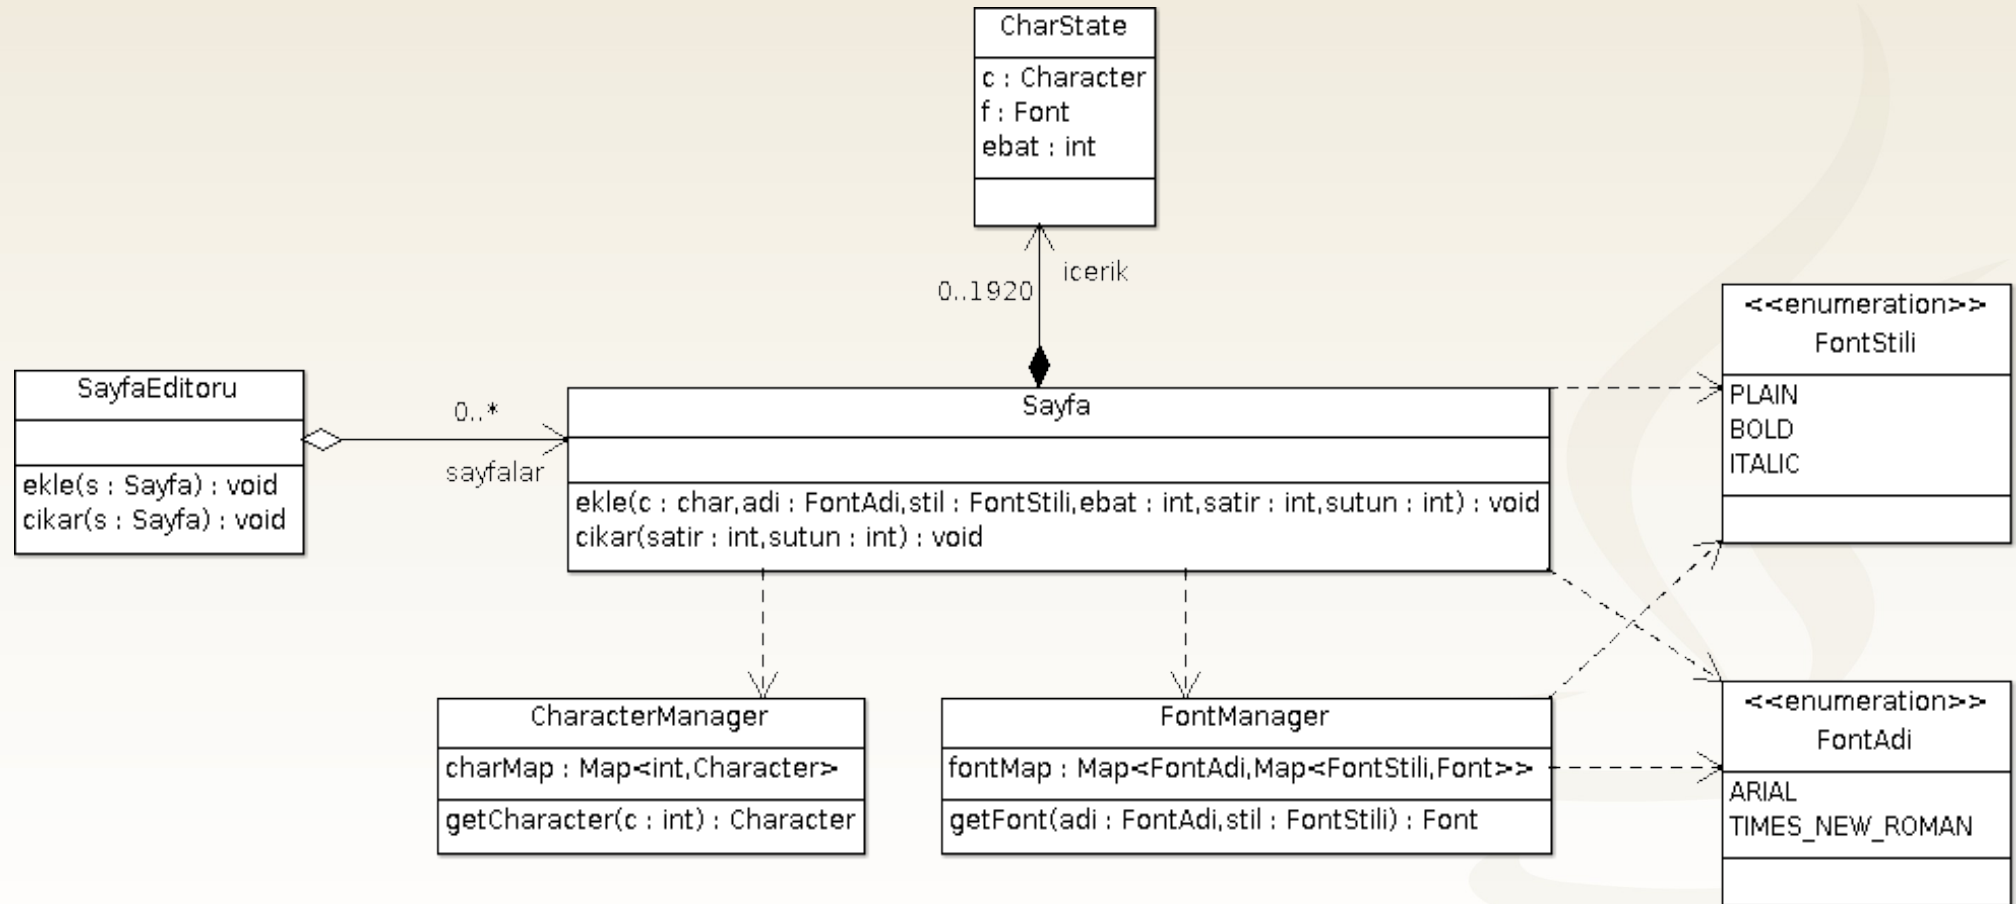 CharState
c : Character
f : Font
ebat : int
icerik
0..1920
<<enumeration>>
FontStili
PLAIN
BOLD
ITALIC
SayfaEditoru
ekle(s : Sayfa) : void
cikar(s : Sayfa) : void
0..*
sayfalar
Sayfa
ekle(c : char,adi : FontAdi,stil : FontStili,ebat : int,satir : int,sutun : int) : void
cikar(satir : int,sutun : int) : void
CharacterManager
charMap : Map<int,Character>
getCharacter(c : int) : Character
FontManager
fontMap : Map<FontAdi,Map<FontStili,Font>>
getFont(adi : FontAdi,stil : FontStili) : Font
<<enumeration>>
FontAdi
ARIAL
TIMES_NEW_ROMAN